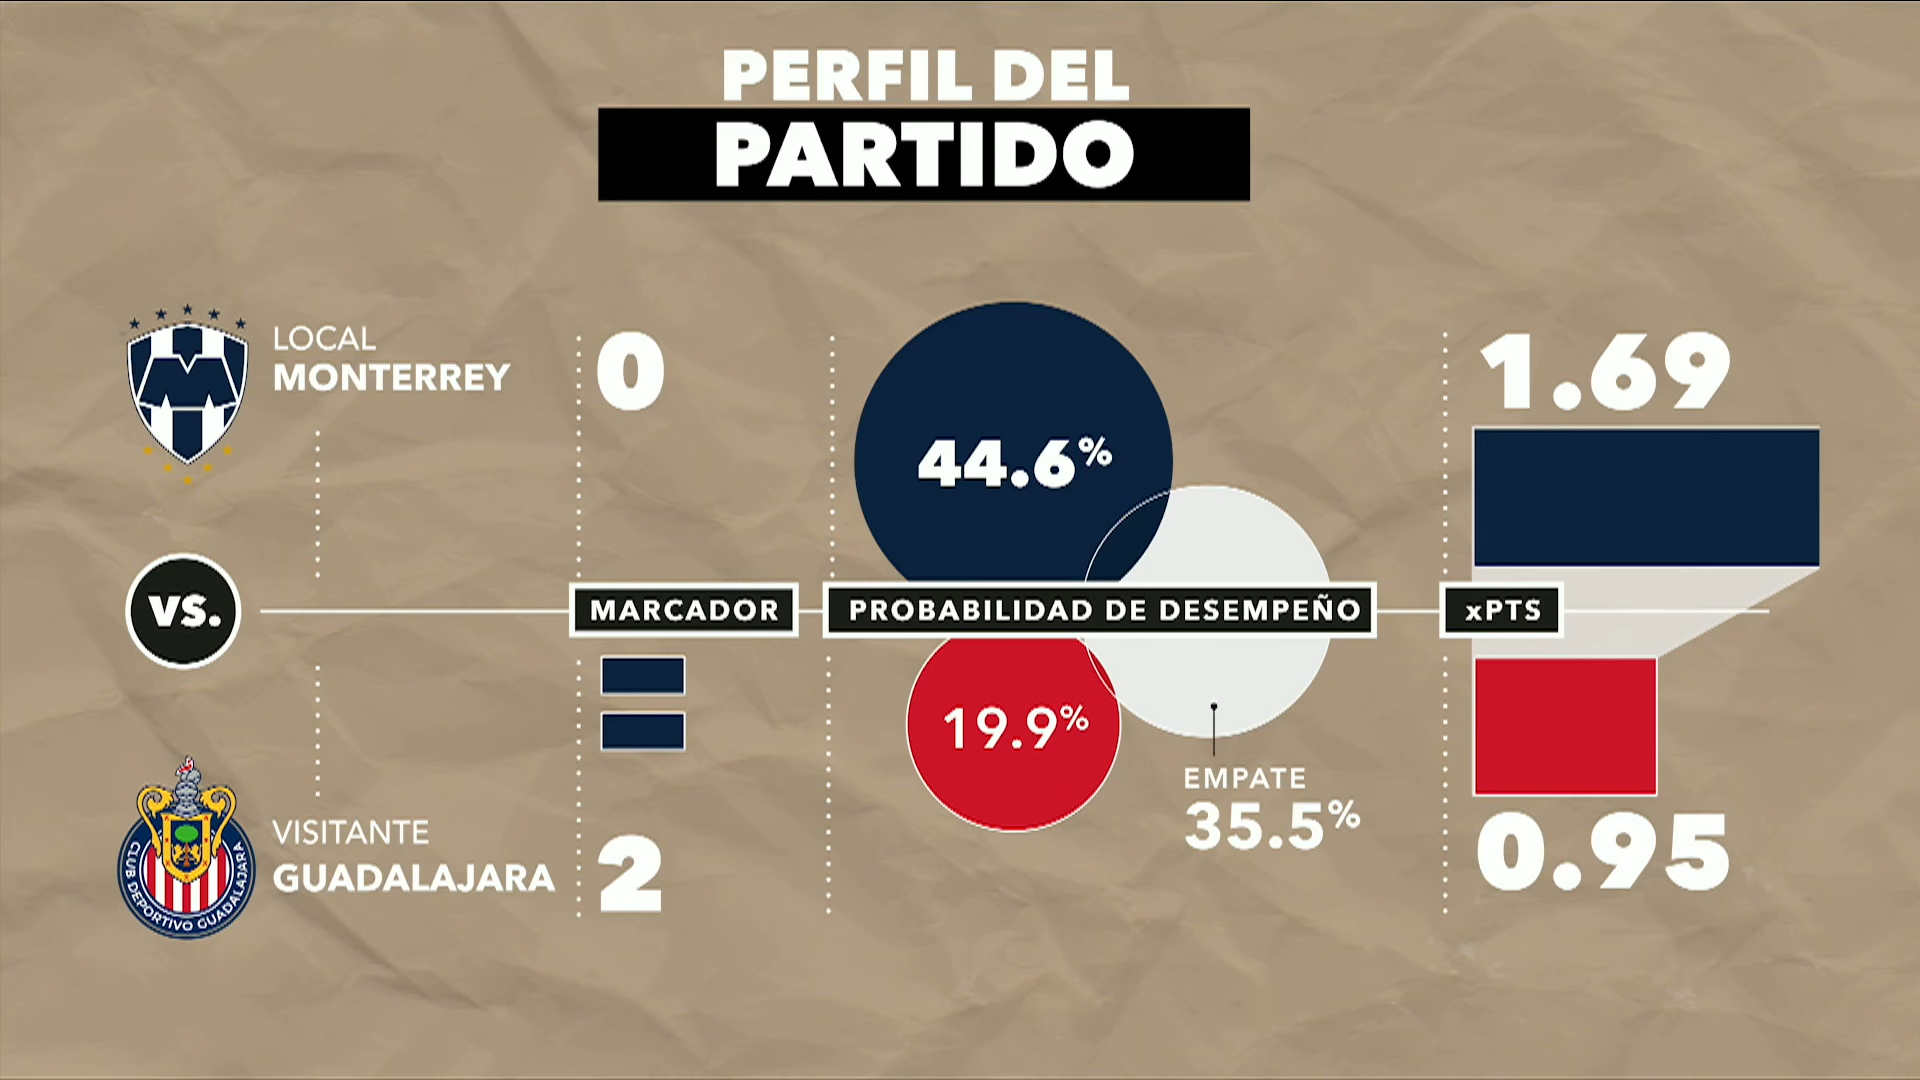 PERFIL DEL
PARTIDO
LOCAL
MONTERREY
0
44.6%
1.69
VS.
MARCADOR
PROBABILIDAD DE DESEMPEÑO
xPTS
19.9%
EMPATE
35.5%
VISITANTE
GUADALAJARA
2
0.95
CLUB DEPORTIVO GUADALAJARA